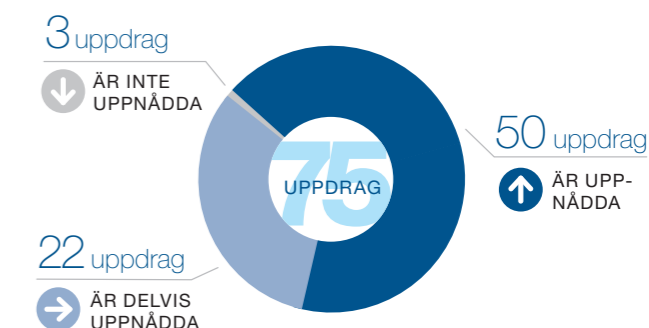 3 uppdrag
ÄR INTE
UPPNÅDDA
75
UPPDRAG
50 uppdrag
ÄR UPP-
NÅDDA
22 uppdrag
ÄR DELVIS
UPPNÅDDA